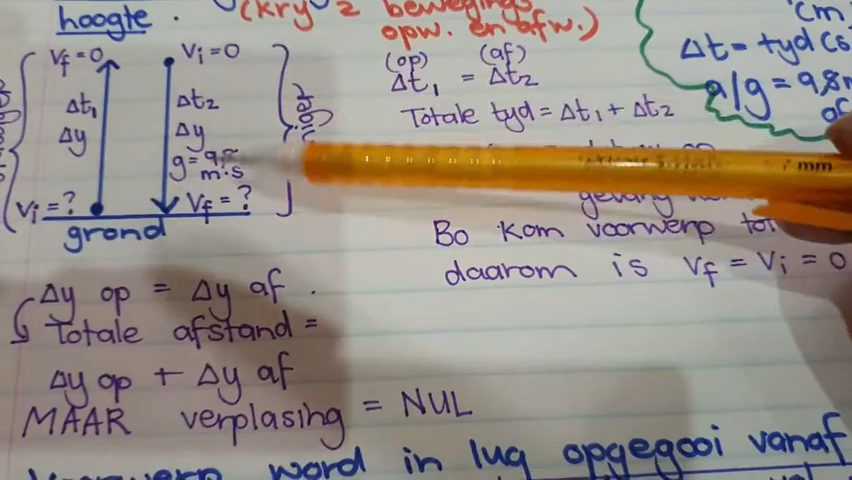 hoogte.
(kry 2 bewegings
opw. en afw.)
Vf=0
Vi=0
Δt1
Δt2
Δy
Δy
g=9,8
m·s
Vi=?
Vf=?
grond
(op) (af)
Δt1 = Δt2
Totale tyd = Δt1 + Δt2
cm
Δt = tyd (s
a/g = 9,8m
Bo kom voorwerp tot
daarom is Vf = Vi = 0
Δy op = Δy af.
Totale afstand =
Δy op + Δy af
MAAR verplasing = NUL
Voorwerp word in lug opgegooi vanaf
mm